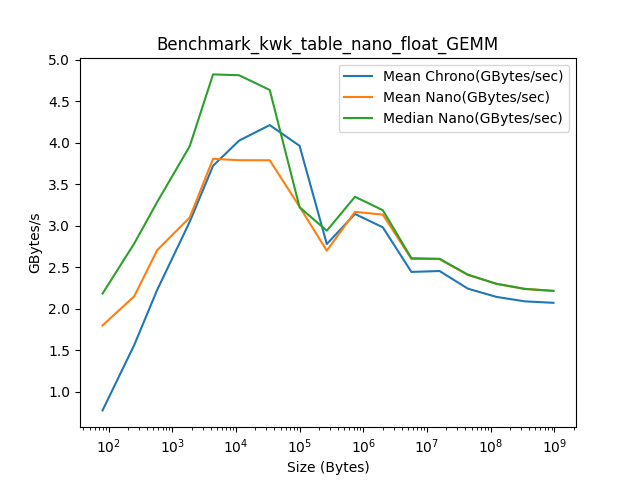 Benchmark_kwk_table_nano_float_GEMM
Mean Chrono(GBytes/sec)
Mean Nano(GBytes/sec)
Median Nano(GBytes/sec)
GBytes/s
5.0
4.5
4.0
3.5
3.0
2.5
2.0
1.5
1.0
10² 10³ 10⁴ 10⁵ 10⁶ 10⁷ 10⁸ 10⁹
Size (Bytes)